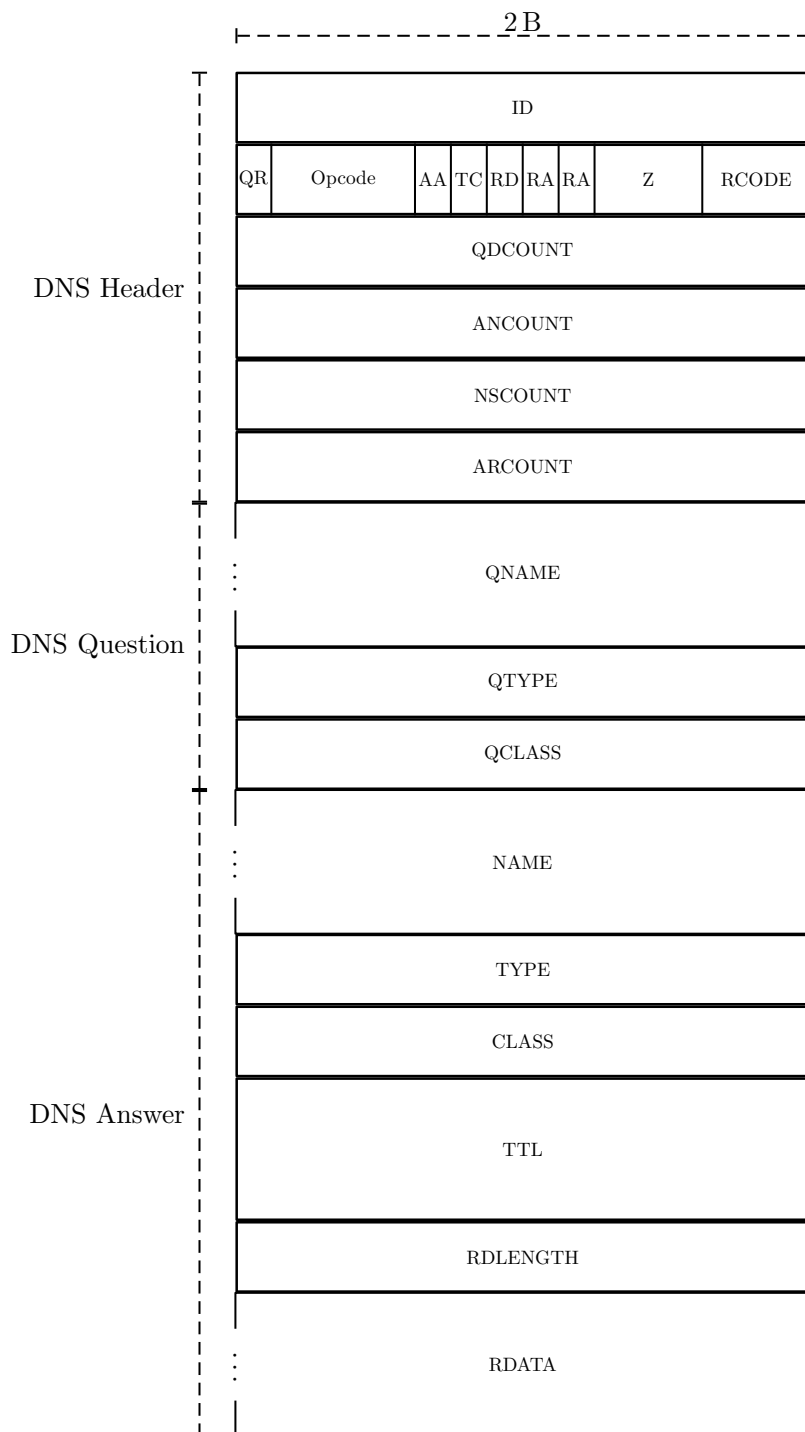 2 B
ID
QR Opcode AA TC RD RA RA Z RCODE
QDCOUNT
DNS Header
ANCOUNT
NSCOUNT
ARCOUNT
QNAME
DNS Question
QTYPE
QCLASS
NAME
TYPE
CLASS
DNS Answer
TTL
RDLENGTH
RDATA